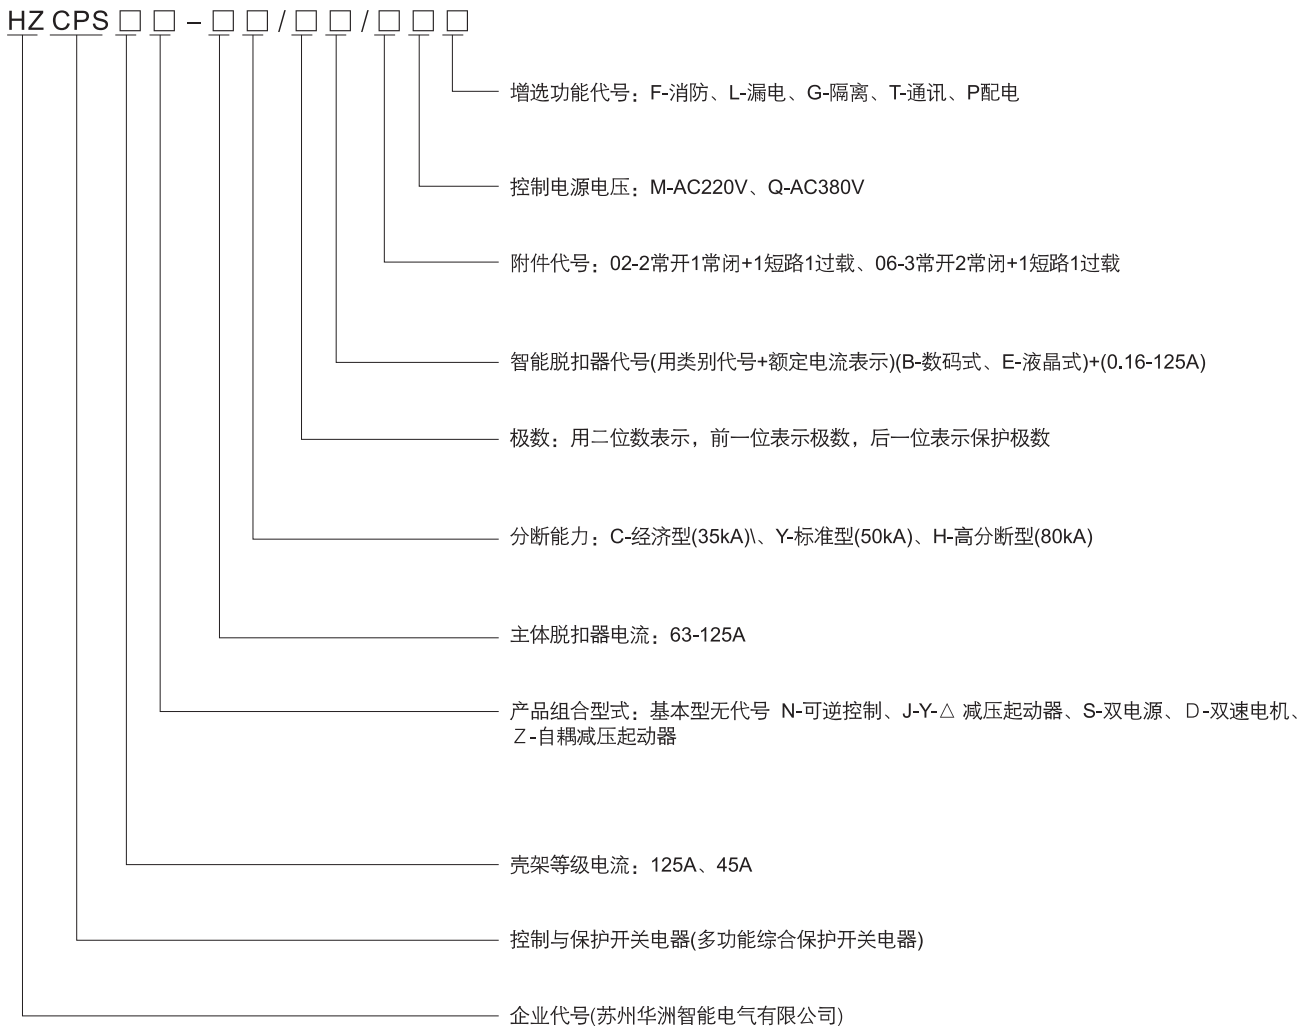 HZ CPS □ □ - □ □ / □ □ / □ □ □
增选功能代号：F-消防、L-漏电、G-隔离、T-通讯、P配电
控制电源电压：M-AC220V、Q-AC380V
附件代号：02-2常开1常闭+1短路1过载、06-3常开2常闭+1短路1过载
智能脱扣器代号(用类别代号+额定电流表示)(B-数码式、E-液晶式)+(0.16-125A)
极数：用二位数表示，前一位表示极数，后一位表示保护极数
分断能力：C-经济型(35kA)\、Y-标准型(50kA)、H-高分断型(80kA)
主体脱扣器电流：63-125A
产品组合型式：基本型无代号 N-可逆控制、J-Y-△ 减压起动器、S-双电源、D-双速电机、
Z-自耦减压起动器
壳架等级电流：125A、45A
控制与保护开关电器(多功能综合保护开关电器)
企业代号(苏州华洲智能电气有限公司)